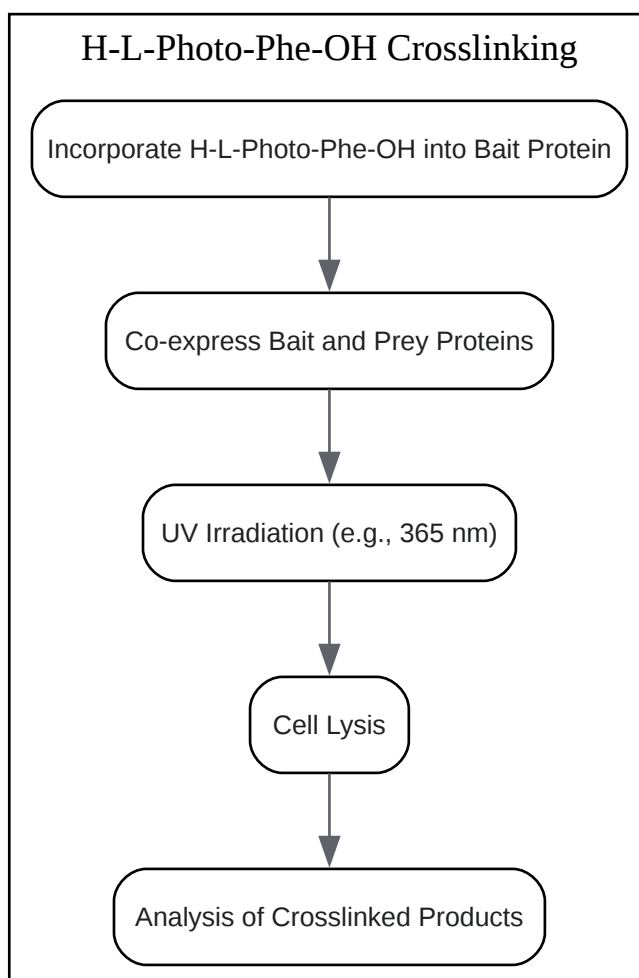 H-L-Photo-Phe-OH Crosslinking
Incorporate H-L-Photo-Phe-OH into Bait Protein
Co-express Bait and Prey Proteins
UV Irradiation (e.g., 365 nm)
Cell Lysis
Analysis of Crosslinked Products